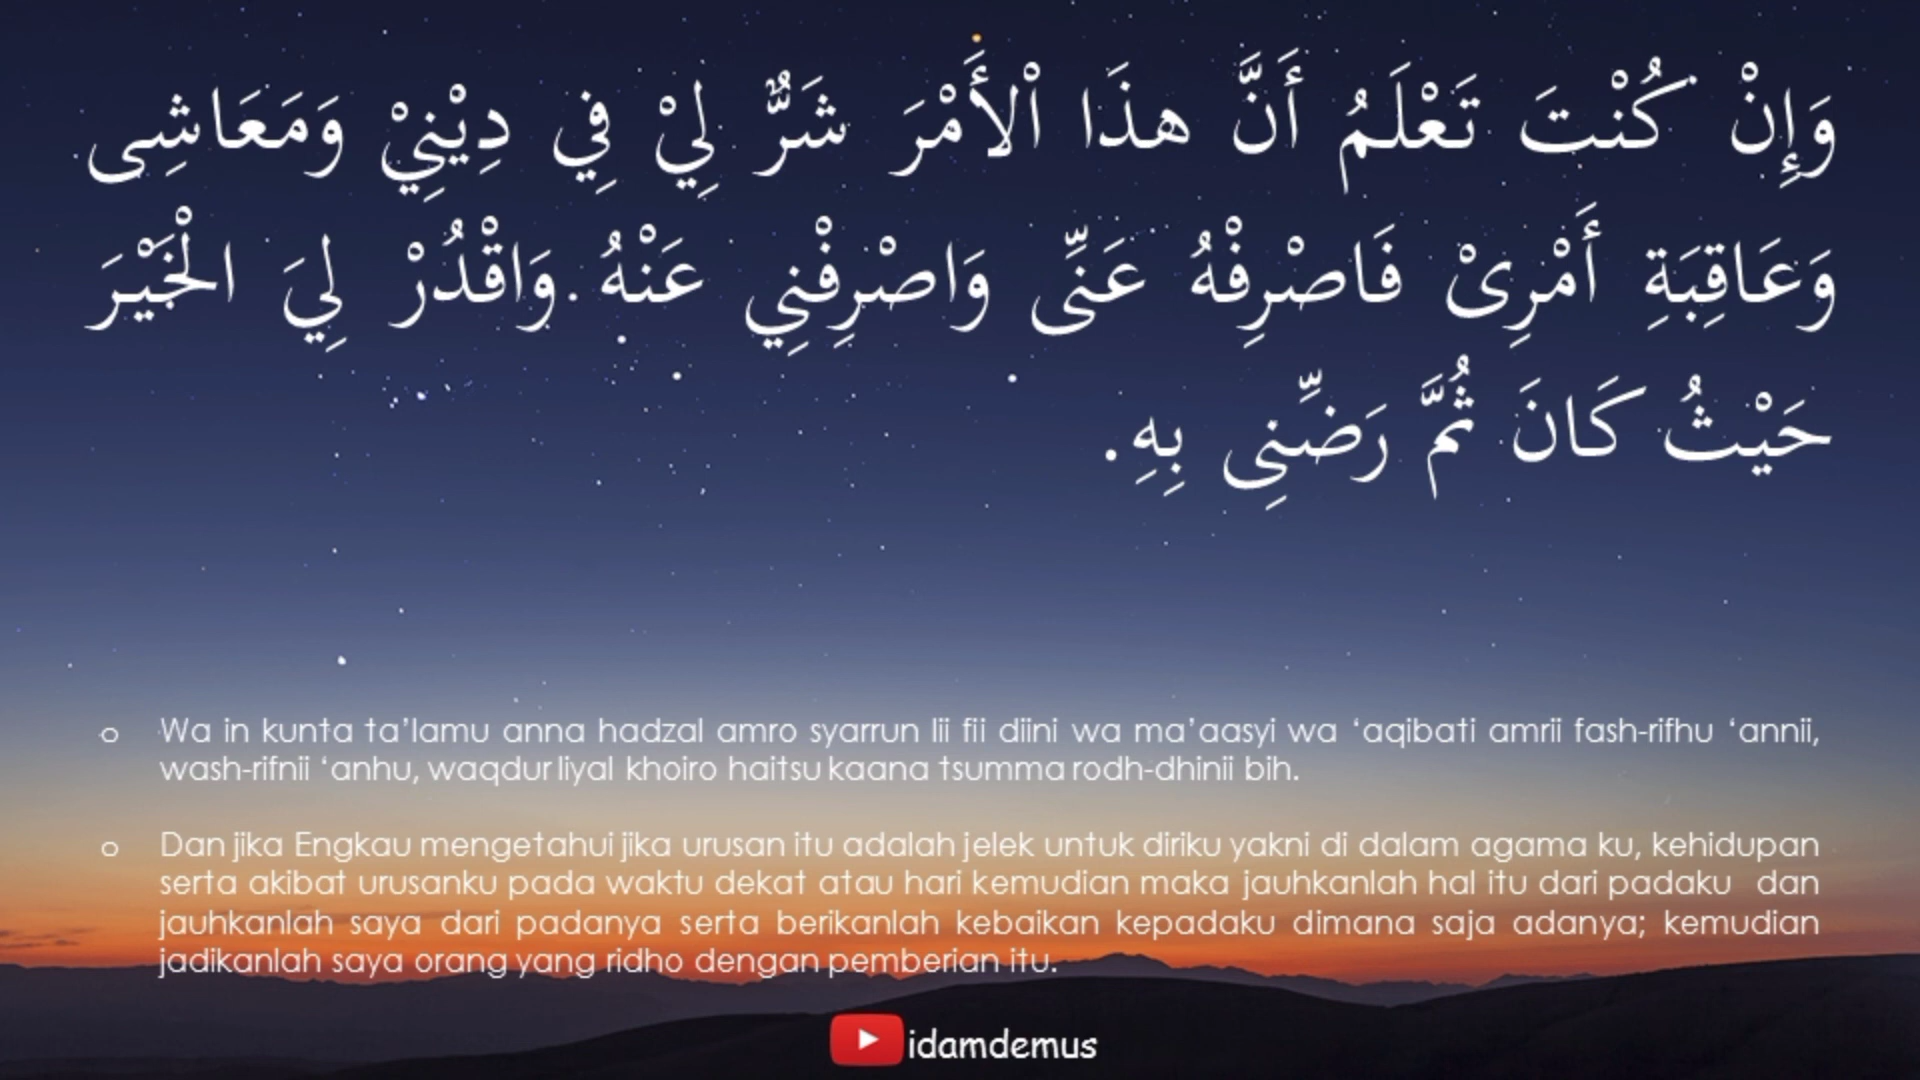 وَإِنْ كُنْتَ تَعْلَمُ أَنَّ هذَا اْلأَمْرَ شَرٌّ لِيْ فِي دِيْنِيْ وَمَعَاشِى
وَعَاقِبَةِ أَمْرِىْ فَاصْرِفْهُ عَنِّى وَاصْرِفْنِي عَنْهُ. وَاقْدُرْ لِيَ الْخَيْرَ
حَيْثُ كَانَ ثُمَّ رَضِّنِى بِهِ.
o Wa in kunta ta’lamu anna hadzal amro syarrun lii fii diini wa ma’aasyi wa ‘aqibati amrii fash-rifhu ‘annii,
wash-rifnii ‘anhu, waqdur liyal khoiro haitsu kaana tsumma rodh-dhinii bih.
o Dan jika Engkau mengetahui jika urusan itu adalah jelek untuk diriku yakni di dalam agama ku, kehidupan
serta akibat urusanku pada waktu dekat atau hari kemudian maka jauhkanlah hal itu dari padaku dan
jauhkanlah saya dari padanya serta berikanlah kebaikan kepadaku dimana saja adanya; kemudian
jadikanlah saya orang yang ridho dengan pemberian itu.
idamdemus